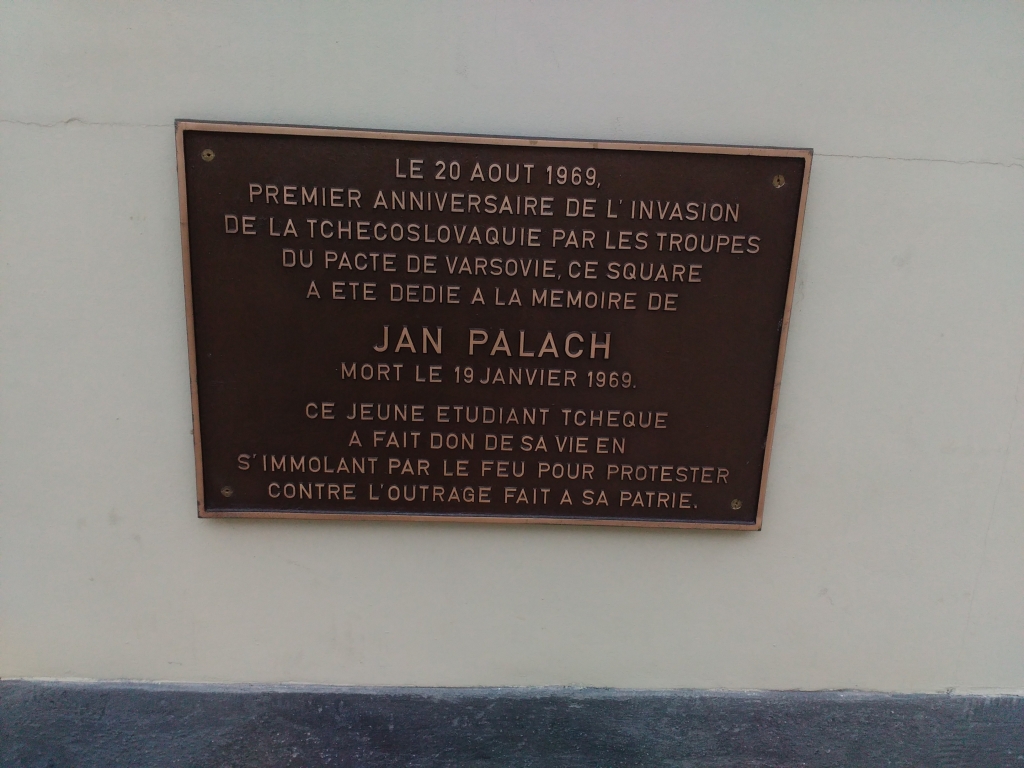 LE 20 AOUT 1969,
PREMIER ANNIVERSAIRE DE L'INVASION
DE LA TCHECOSLOVAQUIE PAR LES TROUPES
DU PACTE DE VARSOVIE, CE SQUARE
A ETE DEDIE A LA MEMOIRE DE
JAN PALACH
MORT LE 19 JANVIER 1969.
CE JEUNE ETUDIANT TCHEQUE
A FAIT DON DE SA VIE EN
S'IMMOLANT PAR LE FEU POUR PROTESTER
CONTRE L'OUTRAGE FAIT A SA PATRIE.